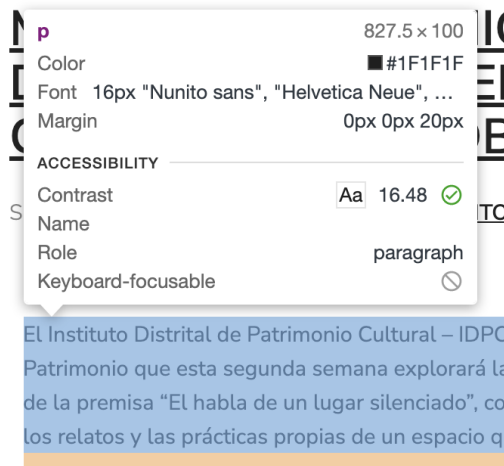 p 827.5 × 100
Color #1F1F1F
Font 16px "Nunito sans", "Helvetica Neue", ...
Margin 0px 0px 20px
ACCESSIBILITY
Contrast Aa 16.48
Name
Role paragraph
Keyboard-focusable
El Instituto Distrital de Patrimonio Cultural – IDPC
Patrimonio que esta segunda semana explorará
de la premisa “El habla de un lugar silenciado”,
los relatos y las prácticas propias de un espacio